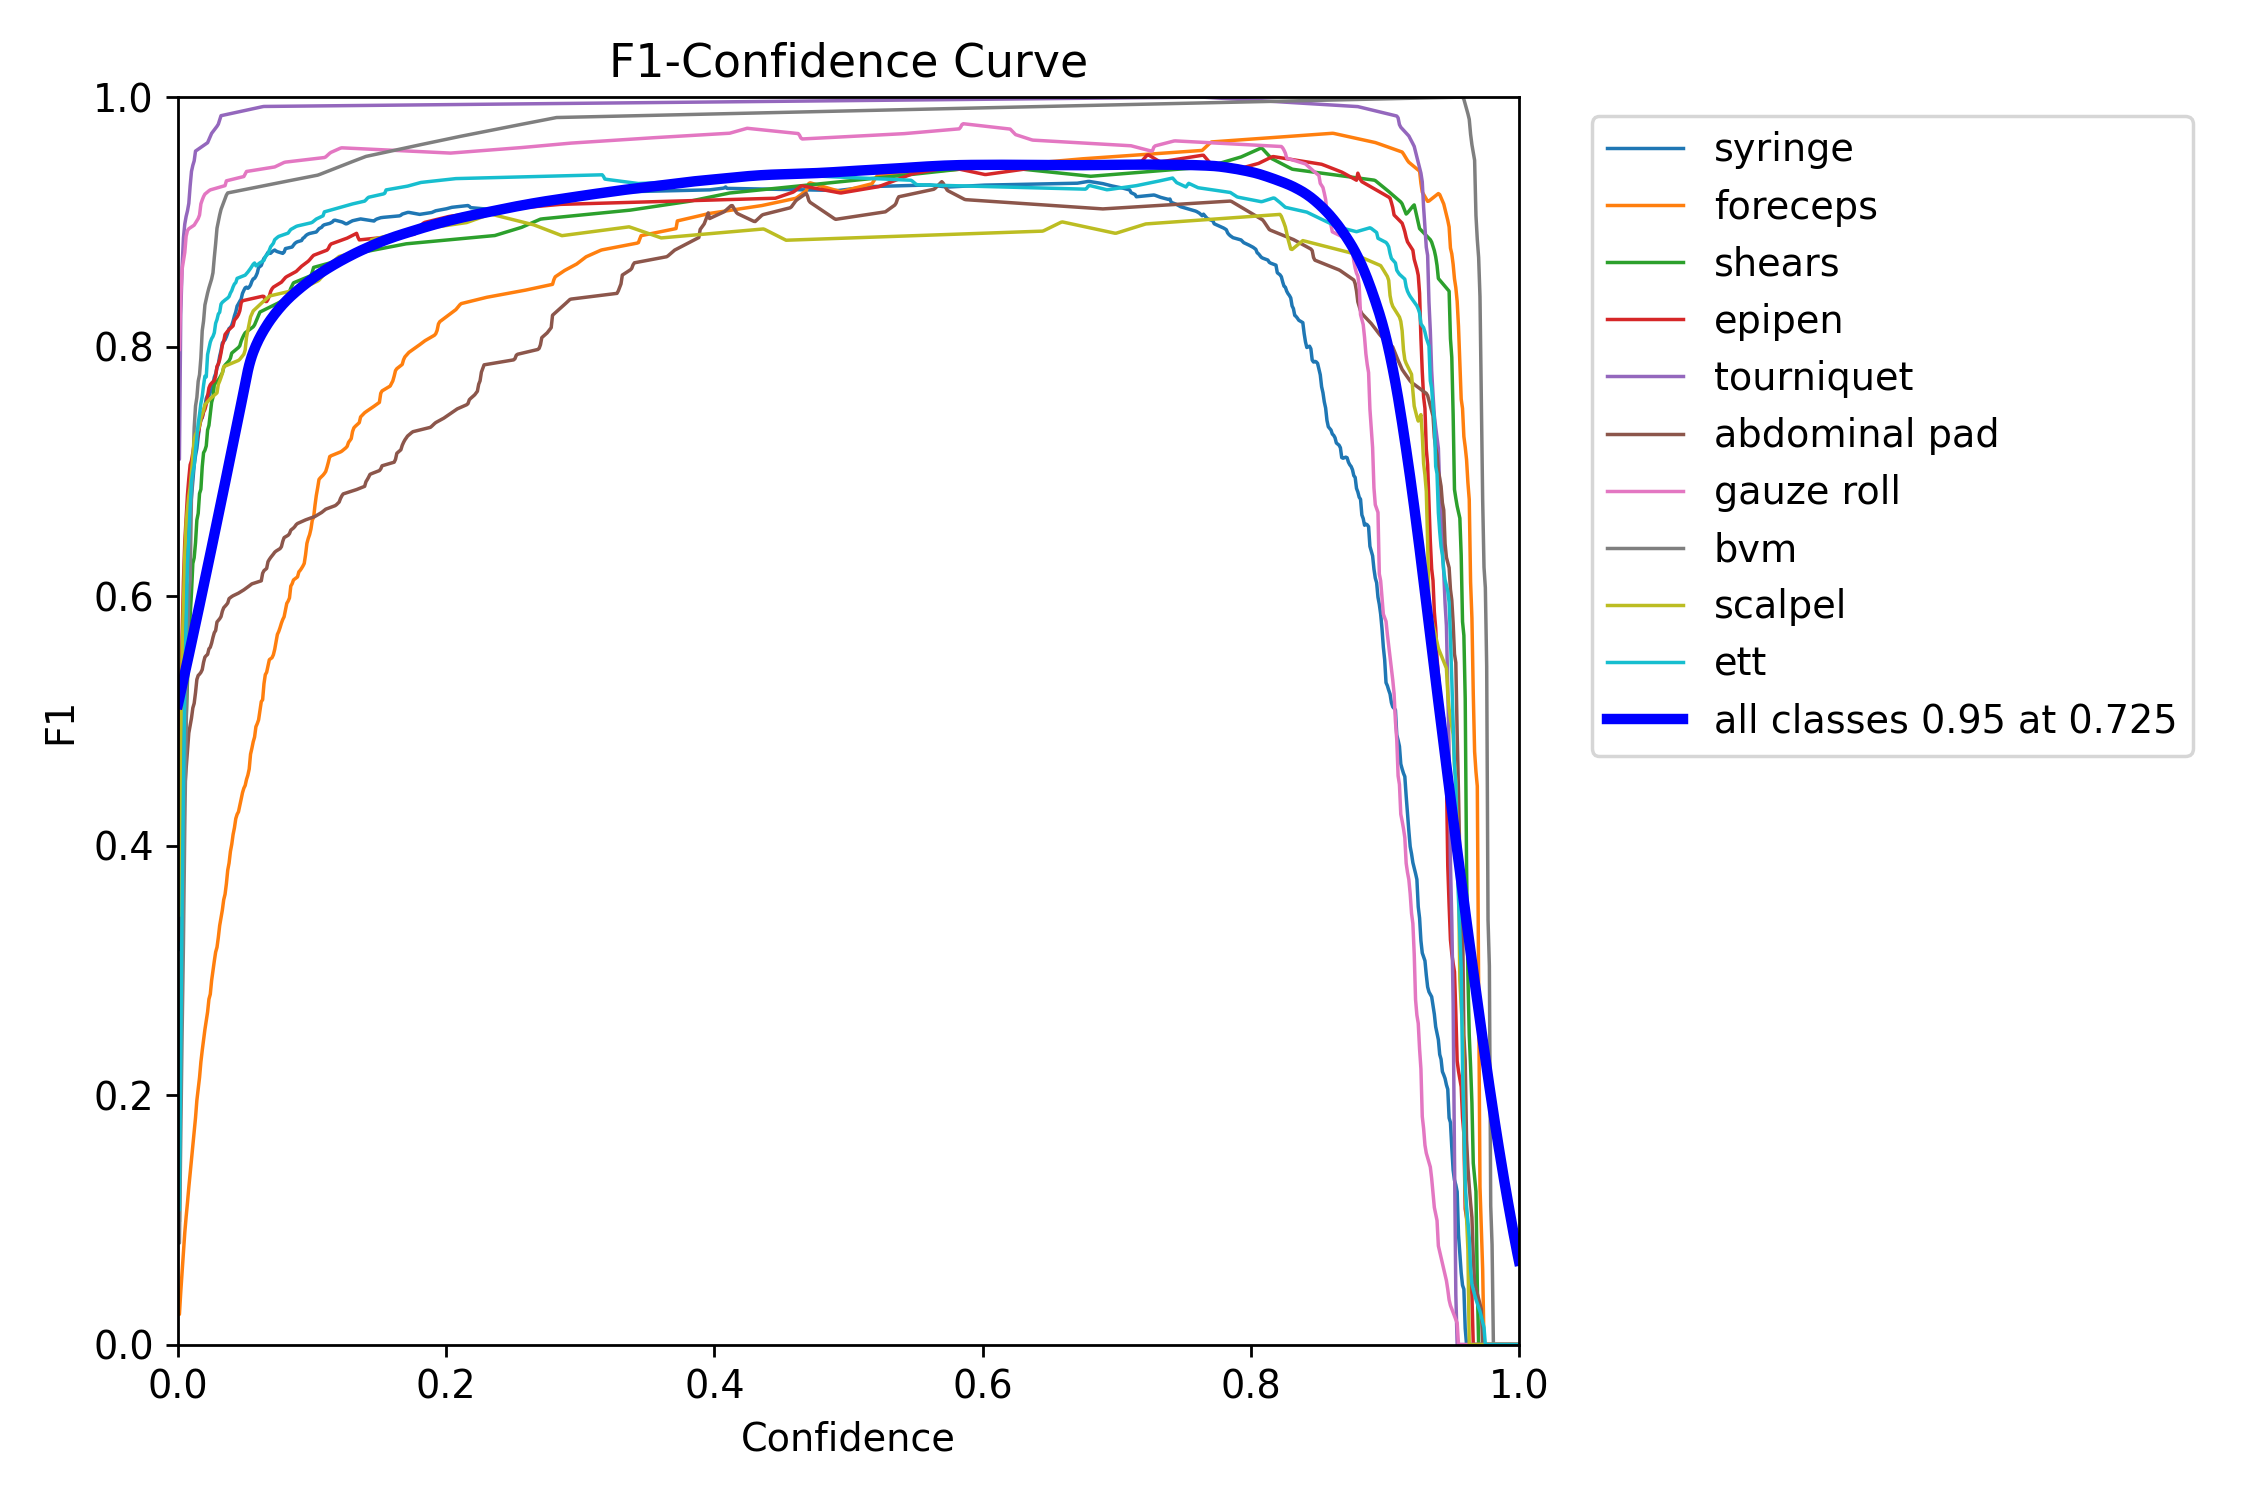 F1-Confidence Curve
1.0
0.8
0.6
0.4
0.2
0.0
F1
0.0 0.2 0.4 0.6 0.8 1.0
Confidence
syringe
foreceps
shears
epipen
tourniquet
abdominal pad
gauze roll
bvm
scalpel
ett
all classes 0.95 at 0.725